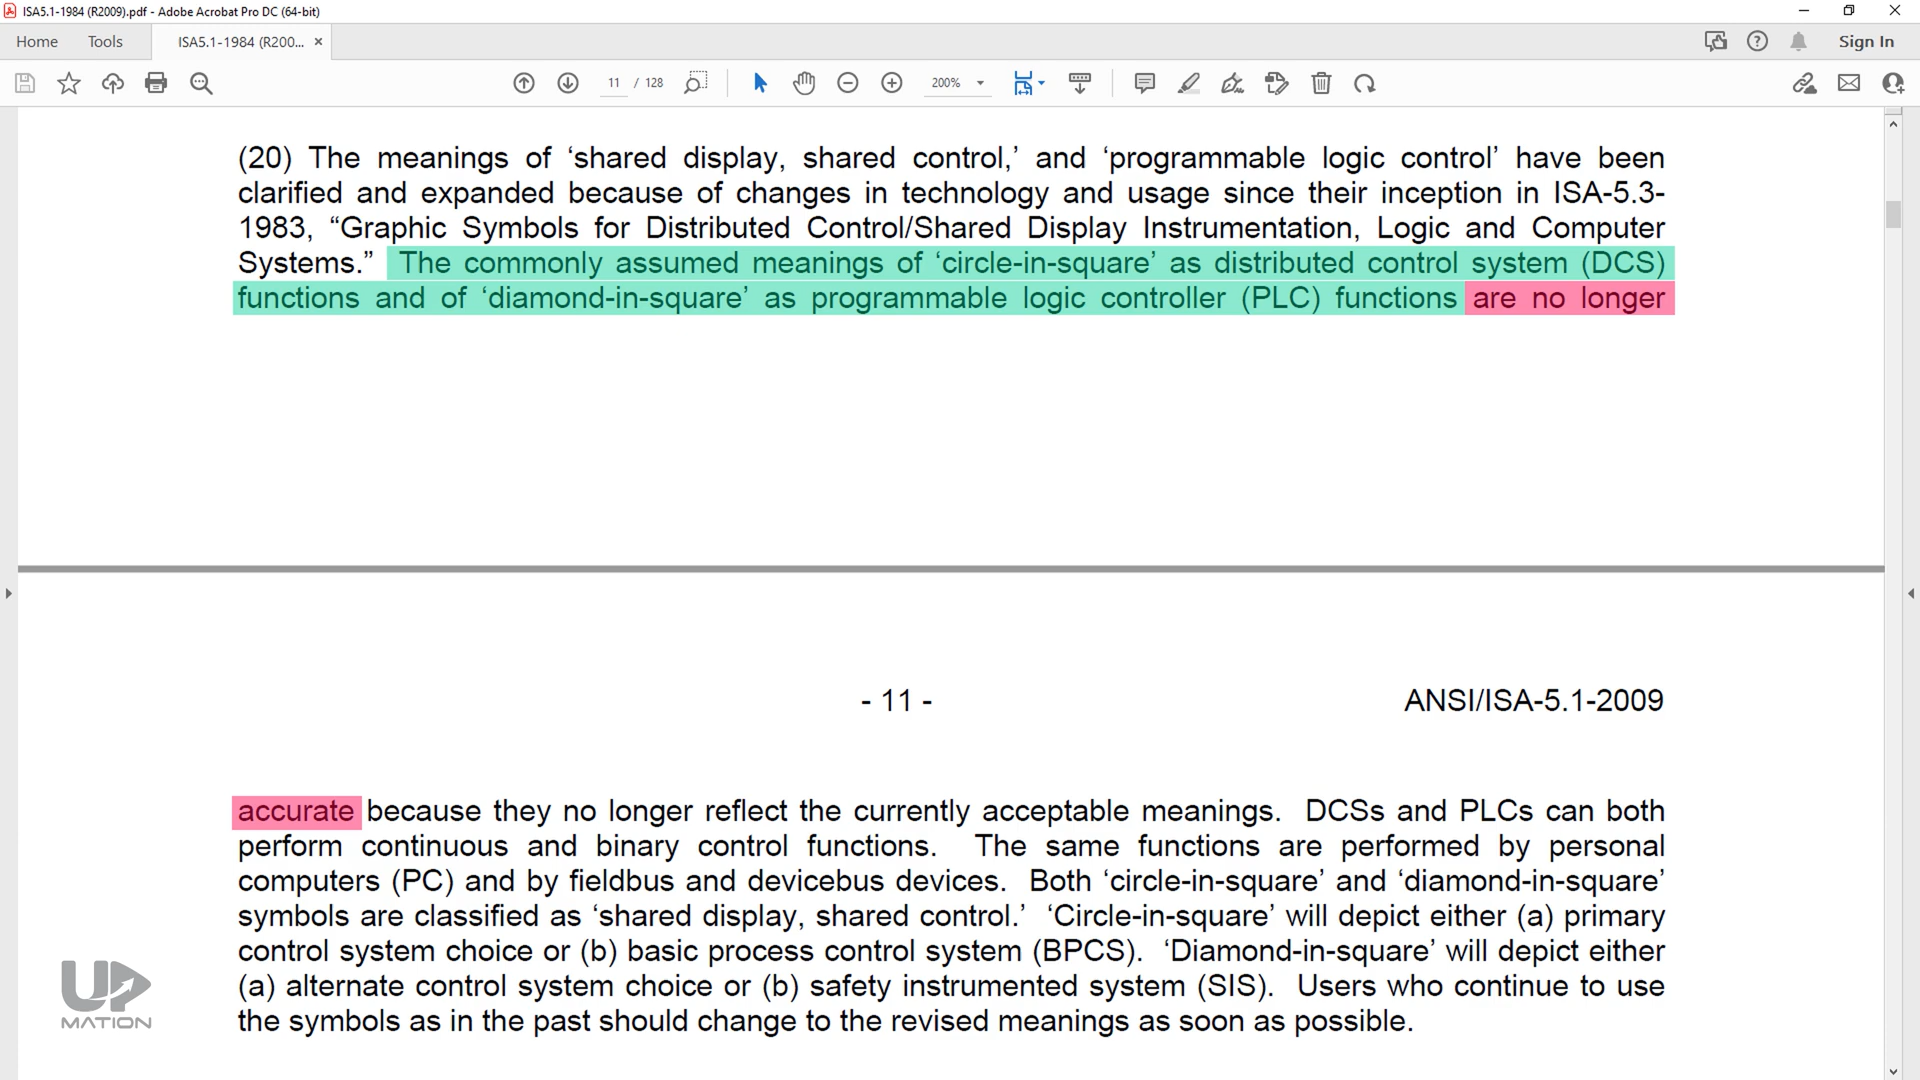 ISA5.1-1984 (R2009).pdf - Adobe Acrobat Pro DC (64-bit)
Home Tools ISA5.1-1984 (R200... × Sign In
11 / 128 200%
(20) The meanings of ‘shared display, shared control,’ and ‘programmable logic control’ have been
clarified and expanded because of changes in technology and usage since their inception in ISA-5.3-
1983, “Graphic Symbols for Distributed Control/Shared Display Instrumentation, Logic and Computer
Systems.” The commonly assumed meanings of ‘circle-in-square’ as distributed control system (DCS)
functions and of ‘diamond-in-square’ as programmable logic controller (PLC) functions are no longer
- 11 - ANSI/ISA-5.1-2009
accurate because they no longer reflect the currently acceptable meanings. DCSs and PLCs can both
perform continuous and binary control functions. The same functions are performed by personal
computers (PC) and by fieldbus and devicebus devices. Both ‘circle-in-square’ and ‘diamond-in-square’
symbols are classified as ‘shared display, shared control.’ ‘Circle-in-square’ will depict either (a) primary
control system choice or (b) basic process control system (BPCS). ‘Diamond-in-square’ will depict either
(a) alternate control system choice or (b) safety instrumented system (SIS). Users who continue to use
the symbols as in the past should change to the revised meanings as soon as possible.
UP
MATION